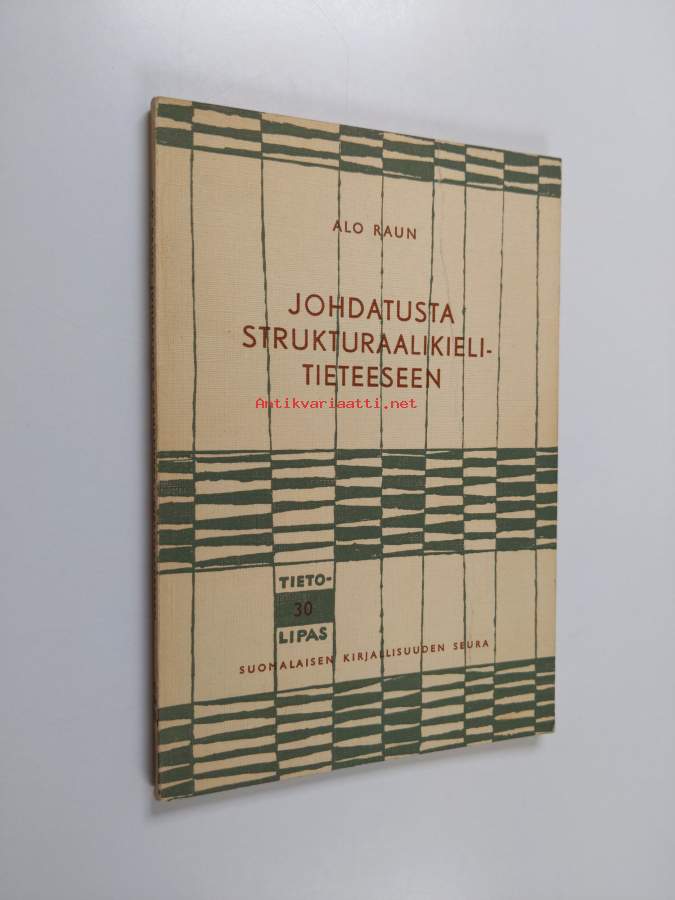 ALO RAUN
JOHDATUSTA
STRUKTURAALIKIELI-
TIETEESEEN
Antikvariaatti.net
TIETO-
30
LIPAS
SUOMALAISEN KIRJALLISUUDEN SEURA